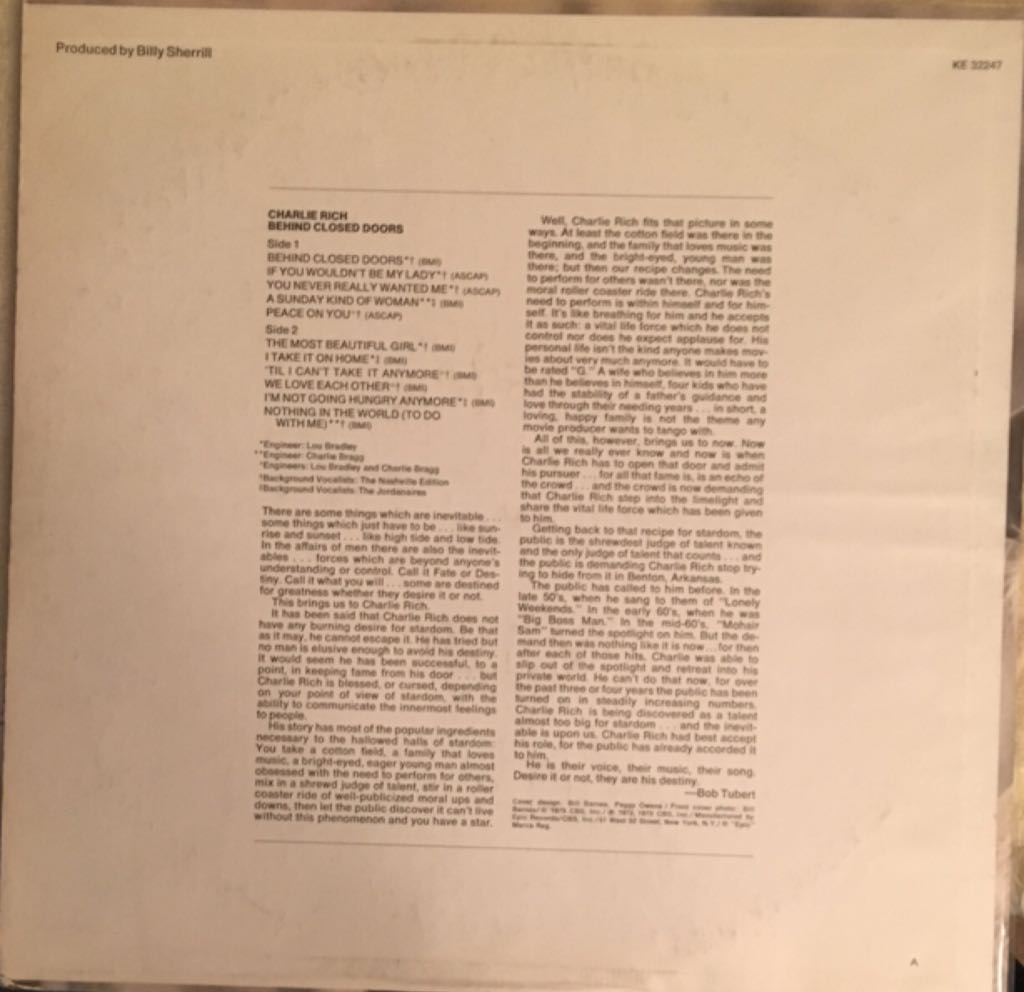 Produced by Billy Sherrill
KE 32247
CHARLIE RICH
BEHIND CLOSED DOORS
Side 1
BEHIND CLOSED DOORS*† (BMI)
IF YOU WOULDN'T BE MY LADY*† (ASCAP)
YOU NEVER REALLY WANTED ME*† (ASCAP)
A SUNDAY KIND OF WOMAN**‡ (BMI)
PEACE ON YOU*† (ASCAP)
Side 2
THE MOST BEAUTIFUL GIRL*† (BMI)
I TAKE IT ON HOME*‡ (BMI)
'TIL I CAN'T TAKE IT ANYMORE*† (BMI)
WE LOVE EACH OTHER*† (BMI)
I'M NOT GOING HUNGRY ANYMORE*‡ (BMI)
NOTHING IN THE WORLD (TO DO
WITH ME)**† (BMI)
*Engineer: Lou Bradley
**Engineer: Charlie Bragg
Engineers: Lou Bradley and Charlie Bragg
†Background Vocalists: The Nashville Edition
‡Background Vocalists: The Jordanaires
There are some things which are inevitable . . .
some things which just have to be . . . like sun-
rise and sunset . . . like high tide and low tide.
In the affairs of men there are also the inevit-
ables . . . forces which are beyond anyone's
understanding or control. Call it Fate or Des-
tiny. Call it what you will . . . some are destined
for greatness whether they desire it or not.
This brings us to Charlie Rich.
It has been said that Charlie Rich does not
have any burning desire for stardom. Be that
as it may, he cannot escape it. He has tried but
no man is elusive enough to avoid his destiny.
It would seem he has been successful, to a
point, in keeping fame from his door . . . but
Charlie Rich is blessed, or cursed, depending
on your point of view of stardom, with the
ability to communicate the innermost feelings
to people.
His story has most of the popular ingredients
necessary to the hallowed halls of stardom:
You take a cotton field, a family that loves
music, a bright-eyed, eager young man almost
obsessed with the need to perform for others,
mix in a shrewd judge of talent, stir in a roller
coaster ride of well-publicized moral ups and
downs, then let the public discover it can't live
without this phenomenon and you have a star.
Well, Charlie Rich fits that picture in some
ways. At least the cotton field was there in the
beginning, and the family that loves music was
there, and the bright-eyed, young man was
there; but then our recipe changes. The need
to perform for others wasn't there, nor was the
moral roller coaster ride there. Charlie Rich's
need to perform is within himself and for him-
self. It's like breathing for him and he accepts
it as such: a vital life force which he does not
control nor does he expect applause for. His
personal life isn't the kind anyone makes mov-
ies about very much anymore. It would have to
be rated "G." A wife who believes in him more
than he believes in himself, four kids who have
had the stability of a father's guidance and
love through their needing years . . . in short, a
loving, happy family is not the theme any
movie producer wants to tango with.
All of this, however, brings us to now. Now
is all we really ever know and now is when
Charlie Rich has to open that door and admit
his pursuer . . . for all that fame is, is an echo of
the crowd . . . and the crowd is now demanding
that Charlie Rich step into the limelight and
share the vital life force which has been given
to him.
Getting back to that recipe for stardom, the
public is the shrewdest judge of talent known
and the only judge of talent that counts . . . and
the public is demanding Charlie Rich stop try-
ing to hide from it in Benton, Arkansas.
The public has called to him before. In the
late 50's, when he sang to them of "Lonely
Weekends." In the early 60's, when he was
"Big Boss Man." In the mid-60's, "Mohair
Sam" turned the spotlight on him. But the de-
mand then was nothing like it is now . . . for then
after each of those hits, Charlie was able to
slip out of the spotlight and retreat into his
private world. He can't do that now, for over
the past three or four years the public has been
turned on in steadily increasing numbers.
Charlie Rich is being discovered as a talent
almost too big for stardom . . . and the inevit-
able is upon us. Charlie Rich had best accept
his role, for the public has already accorded it
to him.
He is their voice, their music, their song.
Desire it or not, they are his destiny.
—Bob Tubert
Cover design: Bill Barnes, Peggy Owens / Front cover photo: Bill
Barnes/© 1973 CBS, Inc./ ℗ 1972, 1973 CBS, Inc./ Manufactured by
Epic Records/CBS, Inc./51 West 52 Street, New York, N.Y./ ® "Epic"
Marca Reg.
A